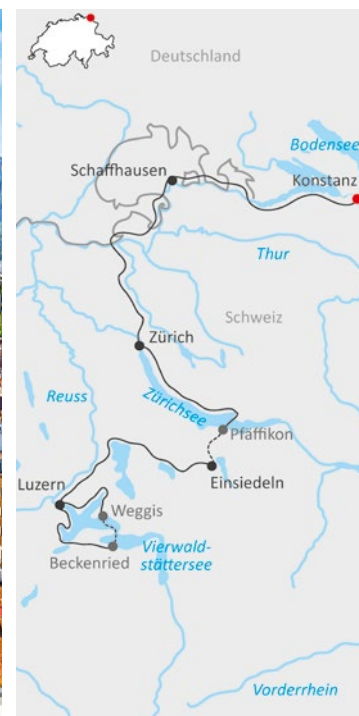 Deutschland
Bodensee
Schaffhausen
Konstanz
Thur
Schweiz
Zürich
Reuss
Zürichsee
Pfäffikon
Einsiedeln
Luzern
Weggis
Beckenried
Vierwald-
stättersee
Vorderrhein